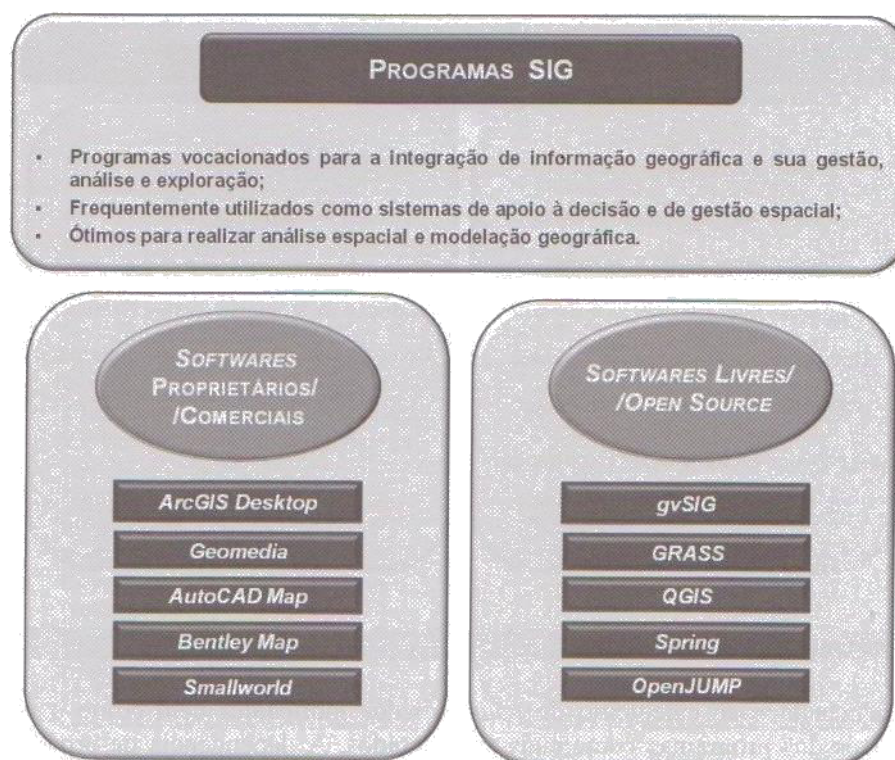 PROGRAMAS SIG
▪ Programas vocacionados para a integração de informação geográfica e sua gestão,
análise e exploração;
▪ Frequentemente utilizados como sistemas de apoio à decisão e de gestão espacial;
▪ Ótimos para realizar análise espacial e modelação geográfica.
SOFTWARES
PROPRIETÁRIOS/
/COMERCIAIS
ArcGIS Desktop
Geomedia
AutoCAD Map
Bentley Map
Smallworld
SOFTWARES LIVRES/
/OPEN SOURCE
gvSIG
GRASS
QGIS
Spring
OpenJUMP